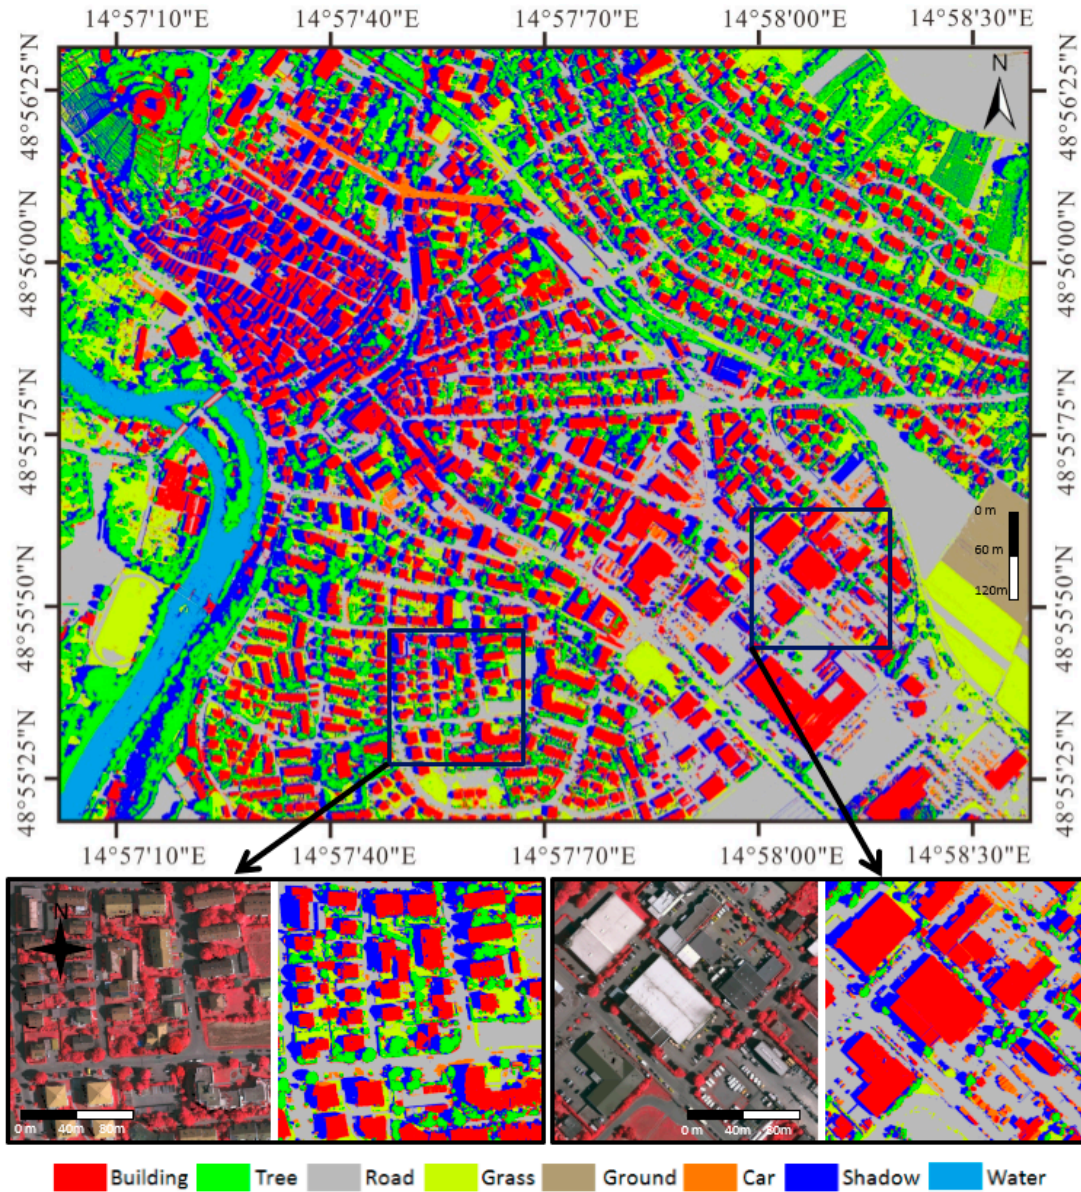 14°57'10"E 14°57'40"E 14°57'70"E 14°58'00"E 14°58'30"E
N
48°56'25"N 48°56'25"N
48°56'00"N 48°56'00"N
48°55'75"N 48°55'75"N
0 m
60 m
120m
48°55'50"N 48°55'50"N
48°55'25"N 48°55'25"N
14°57'10"E 14°57'40"E 14°57'70"E 14°58'00"E 14°58'30"E
N
0 m 40m 80m 0 m 40m 80m
Building Tree Road Grass Ground Car Shadow Water